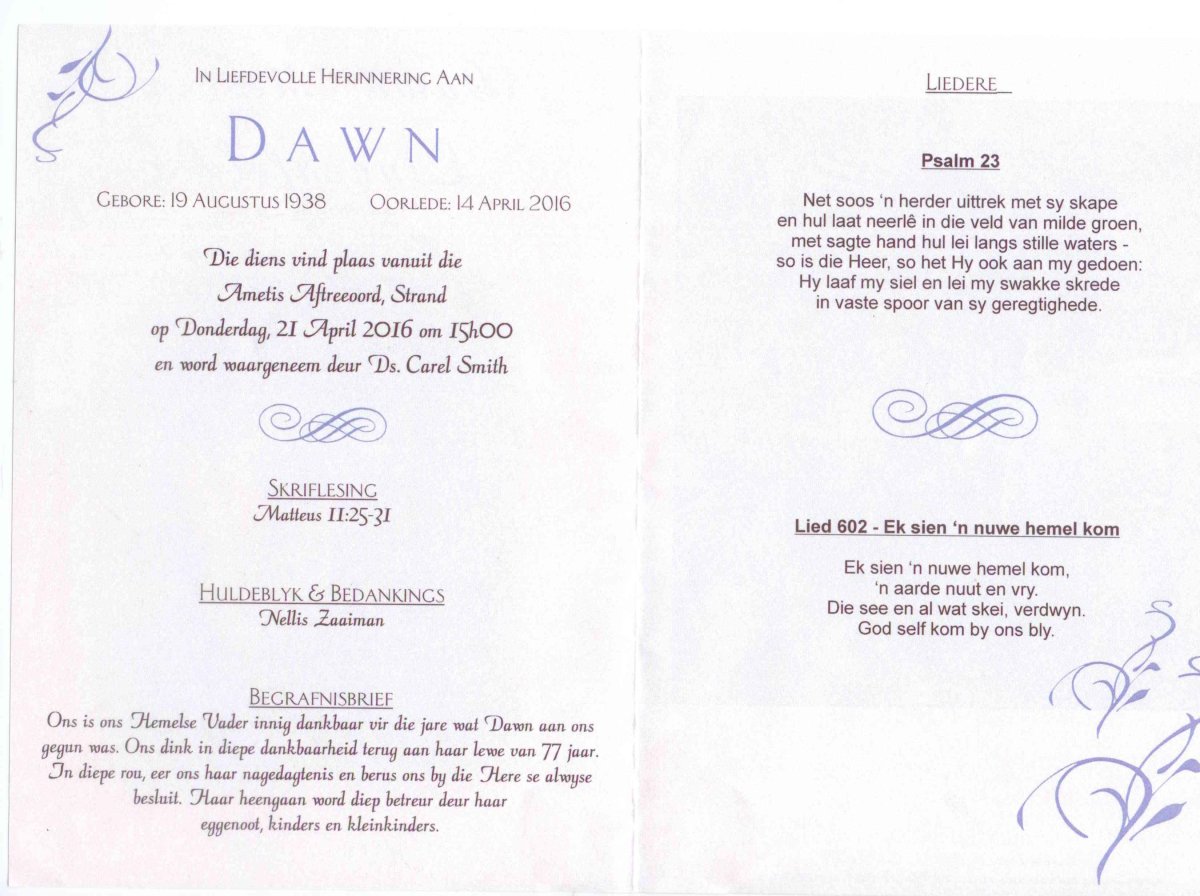 In Liefdevolle Herinnering Aan
Dawn
Gebore: 19 Augustus 1938 Oorlede: 14 April 2016
Die diens vind plaas vanuit die
Ametis Aftreeoord, Strand
op Donderdag, 21 April 2016 om 15h00
en word waargeneem deur Ds. Carel Smith
Skriflesing
Matteus 11:25-31
Huldeblyk & Bedankings
Nellis Zaaiman
Begrafnisbrief
Ons is ons Hemelse Vader innig dankbaar vir die jare wat Dawn aan ons
gegun was. Ons dink in diepe dankbaarheid terug aan haar lewe van 77 jaar.
In diepe rou, eer ons haar nagedagtenis en berus ons by die Here se alwyse
besluit. Haar heengaan word diep betreur deur haar
eggenoot, kinders en kleinkinders.
Liedere
Psalm 23
Net soos ‘n herder uittrek met sy skape
en hul laat neerlê in die veld van milde groen,
met sagte hand hul lei langs stille waters -
so is die Heer, so het Hy ook aan my gedoen:
Hy laaf my siel en lei my swakke skrede
in vaste spoor van sy geregtighede.
Lied 602 - Ek sien ‘n nuwe hemel kom
Ek sien ‘n nuwe hemel kom,
‘n aarde nuut en vry.
Die see en al wat skei, verdwyn.
God self kom by ons bly.